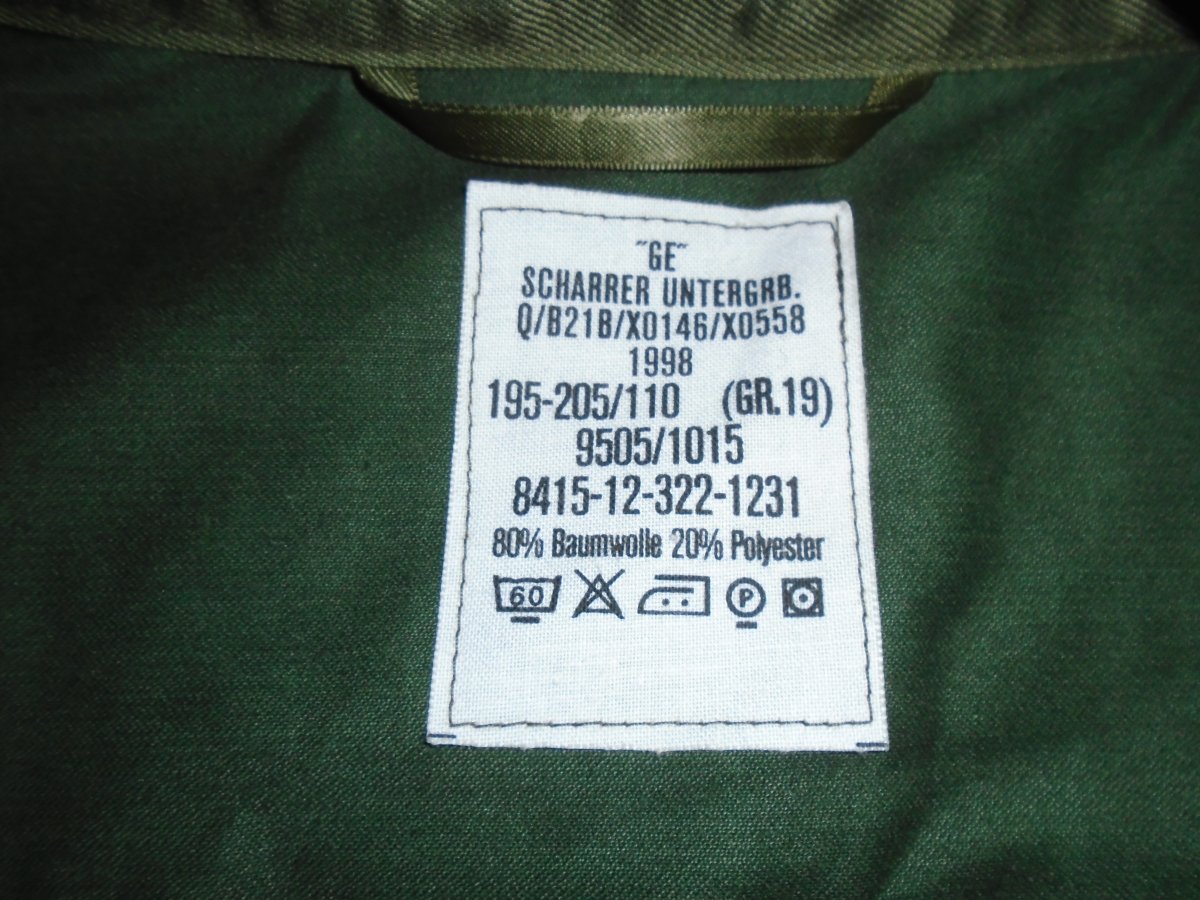 "GE"
SCHARRER UNTERGRB.
Q/B21B/X0146/X0558
1998
195-205/110 (GR.19)
9505/1015
8415-12-322-1231
80% Baumwolle 20% Polyester
60 P